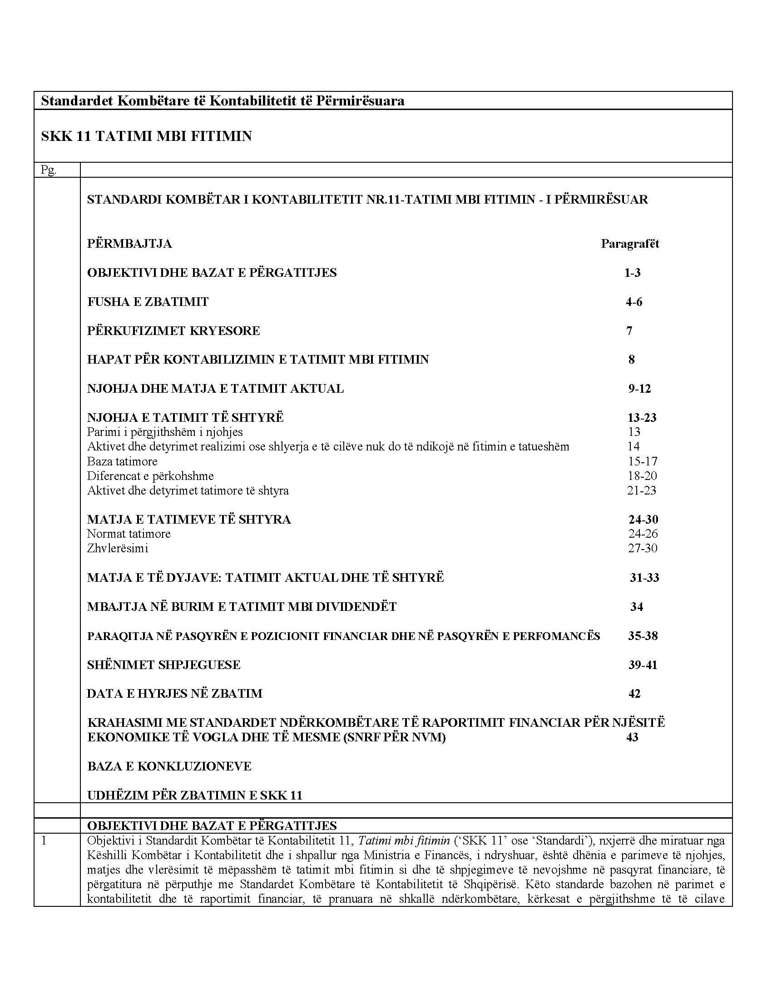 Standardet Kombëtare të Kontabilitetit të Përmirësuara
SKK 11 TATIMI MBI FITIMIN
Pg.
STANDARDI KOMBËTAR I KONTABILITETIT NR.11-TATIMI MBI FITIMIN - I PËRMIRËSUAR
PËRMBAJTJA Paragrafët
OBJEKTIVI DHE BAZAT E PËRGATITJES 1-3
FUSHA E ZBATIMIT 4-6
PËRKUFIZIMET KRYESORE 7
HAPAT PËR KONTABILIZIMIN E TATIMIT MBI FITIMIN 8
NJOHJA DHE MATJA E TATIMIT AKTUAL 9-12
NJOHJA E TATIMIT TË SHTYRË 13-23
Parimi i përgjithshëm i njohjes 13
Aktivet dhe detyrimet realizimi ose shlyerja e të cilëve nuk do të ndikojë në fitimin e tatueshëm 14
Baza tatimore 15-17
Diferencat e përkohshme 18-20
Aktivet dhe detyrimet tatimore të shtyra 21-23
MATJA E TATIMEVE TË SHTYRA 24-30
Normat tatimore 24-26
Zhvlerësimi 27-30
MATJA E TË DYJAVE: TATIMIT AKTUAL DHE TË SHTYRË 31-33
MBAJTJA NË BURIM E TATIMIT MBI DIVIDENDËT 34
PARAQITJA NË PASQYRËN E POZICIONIT FINANCIAR DHE NË PASQYRËN E PERFOMANCËS 35-38
SHËNIMET SHPJEGUESE 39-41
DATA E HYRJES NË ZBATIM 42
KRAHASIMI ME STANDARDET NDËRKOMBËTARE TË RAPORTIMIT FINANCIAR PËR NJËSITË
EKONOMIKE TË VOGLA DHE TË MESME (SNRF PËR NVM) 43
BAZA E KONKLUZIONEVE
UDHËZIM PËR ZBATIMIN E SKK 11
OBJEKTIVI DHE BAZAT E PËRGATITJES
1 Objektivi i Standardit Kombëtar të Kontabilitetit 11, Tatimi mbi fitimin (‘SKK 11’ ose ‘Standardi’), nxjerrë dhe miratuar nga
Këshilli Kombëtar i Kontabilitetit dhe i shpallur nga Ministria e Financës, i ndryshuar, është dhënia e parimeve të njohjes,
matjes dhe vlerësimit të mëpasshëm të tatimit mbi fitimin si dhe të shpjegimeve të nevojshme në pasqyrat financiare, të
përgatitura në përputhje me Standardet Kombëtare të Kontabilitetit të Shqipërisë. Këto standarde bazohen në parimet e
kontabilitetit dhe të raportimit financiar, të pranuara në shkallë ndërkombëtare, kërkesat e përgjithshme të të cilave